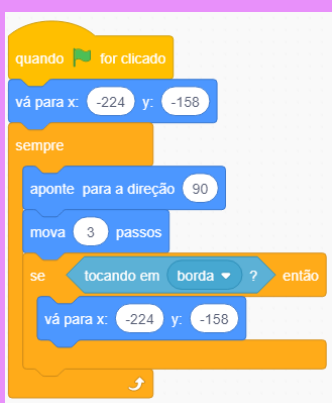 quando for clicado
vá para x: -224 y: -158
sempre
aponte para a direção 90
mova 3 passos
se tocando em borda ? então
vá para x: -224 y: -158